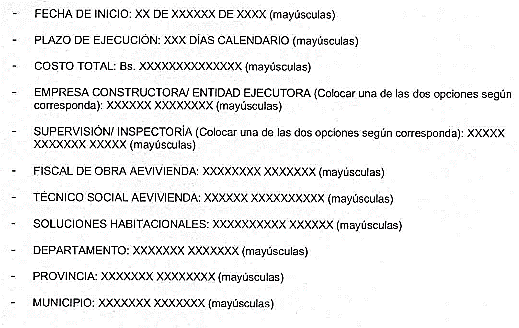 - FECHA DE INICIO: XX DE XXXXXX DE XXXX (mayúsculas)
- PLAZO DE EJECUCIÓN: XXX DÍAS CALENDARIO (mayúsculas)
- COSTO TOTAL: Bs. XXXXXXXXXXXXXX (mayúsculas)
- EMPRESA CONSTRUCTORA/ ENTIDAD EJECUTORA (Colocar una de las dos opciones según
corresponda): XXXXXX XXXXXXXX (mayúsculas)
- SUPERVISIÓN/ INSPECTORÍA (Colocar una de las dos opciones según corresponda): XXXXX
XXXXXXX XXXXX (mayúsculas)
- FISCAL DE OBRA AEVIVIENDA: XXXXXXXX XXXXXXX (mayúsculas)
- TÉCNICO SOCIAL AEVIVIENDA: XXXXXX XXXXXXXXXX (mayúsculas)
- SOLUCIONES HABITACIONALES: XXXXXXXXXX XXXXXX (mayúsculas)
- DEPARTAMENTO: XXXXXXX XXXXXXX (mayúsculas)
- PROVINCIA: XXXXXXX XXXXXXXX (mayúsculas)
- MUNICIPIO: XXXXXXX XXXXXXX (mayúsculas)